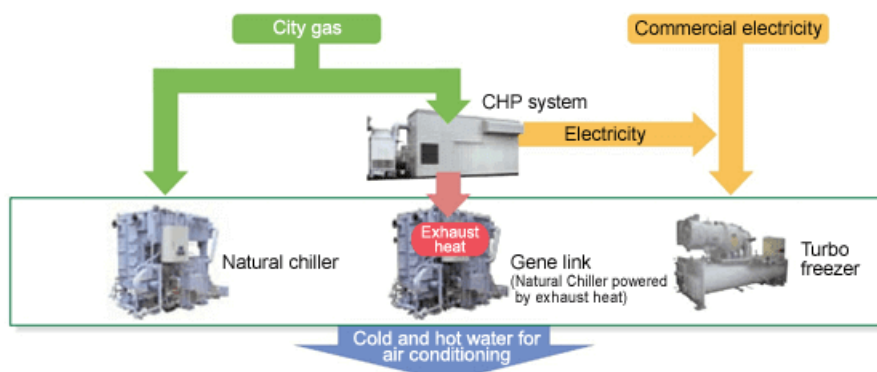 City gas
Commercial electricity
CHP system
Electricity
Exhaust
heat
Natural chiller
Gene link
(Natural Chiller powered
by exhaust heat)
Turbo
freezer
Cold and hot water for
air conditioning